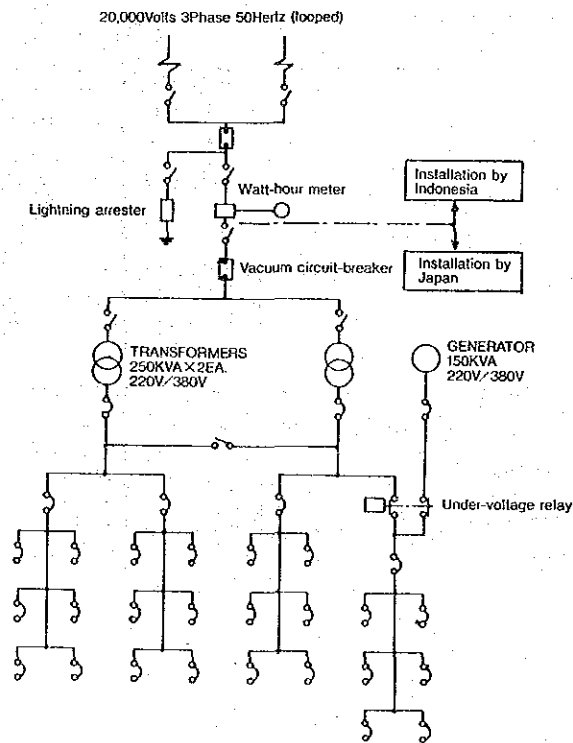 20,000Volts 3Phase 50Hertz (looped)
Watt-hour meter
Lightning arrester
Installation by
Indonesia
Vacuum circuit-breaker
Installation by
Japan
TRANSFORMERS
250KVA×2EA.
220V/380V
GENERATOR
150KVA
220V/380V
Under-voltage relay